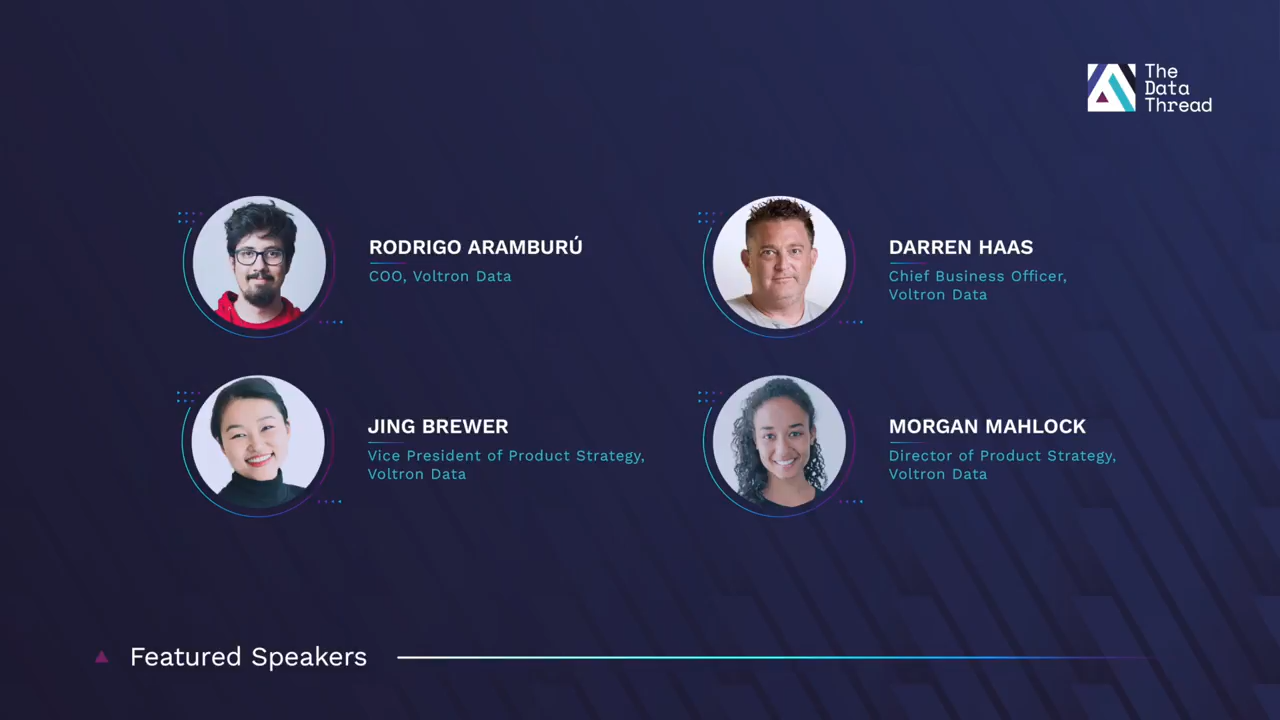 The
Data
Thread
RODRIGO ARAMBURÚ
COO, Voltron Data
DARREN HAAS
Chief Business Officer,
Voltron Data
JING BREWER
Vice President of Product Strategy,
Voltron Data
MORGAN MAHLOCK
Director of Product Strategy,
Voltron Data
Featured Speakers